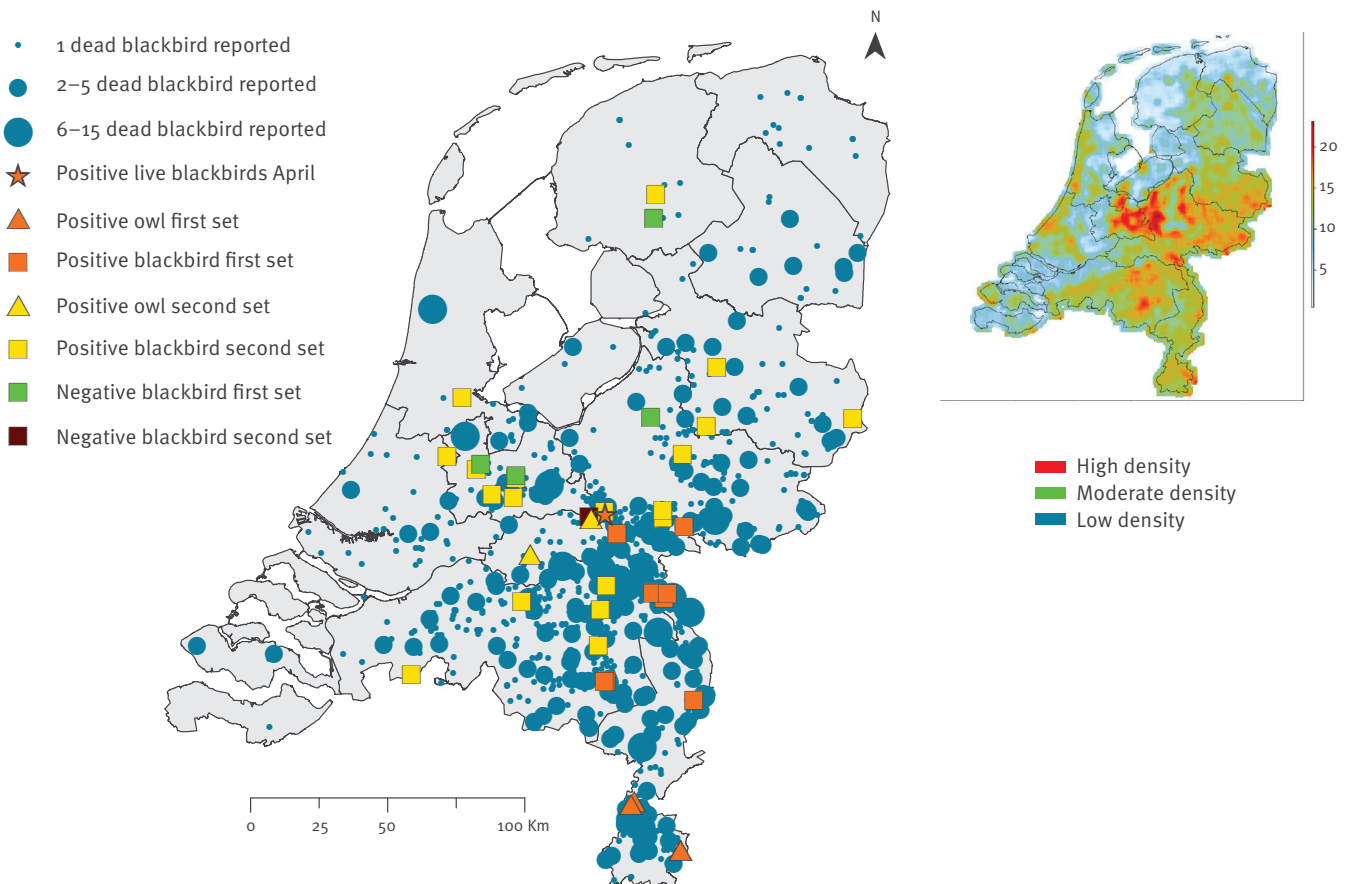 1 dead blackbird reported
2–5 dead blackbird reported
6–15 dead blackbird reported
Positive live blackbirds April
Positive owl first set
Positive blackbird first set
Positive owl second set
Positive blackbird second set
Negative blackbird first set
Negative blackbird second set
N
0 25 50 100 Km
20
15
10
5
High density
Moderate density
Low density